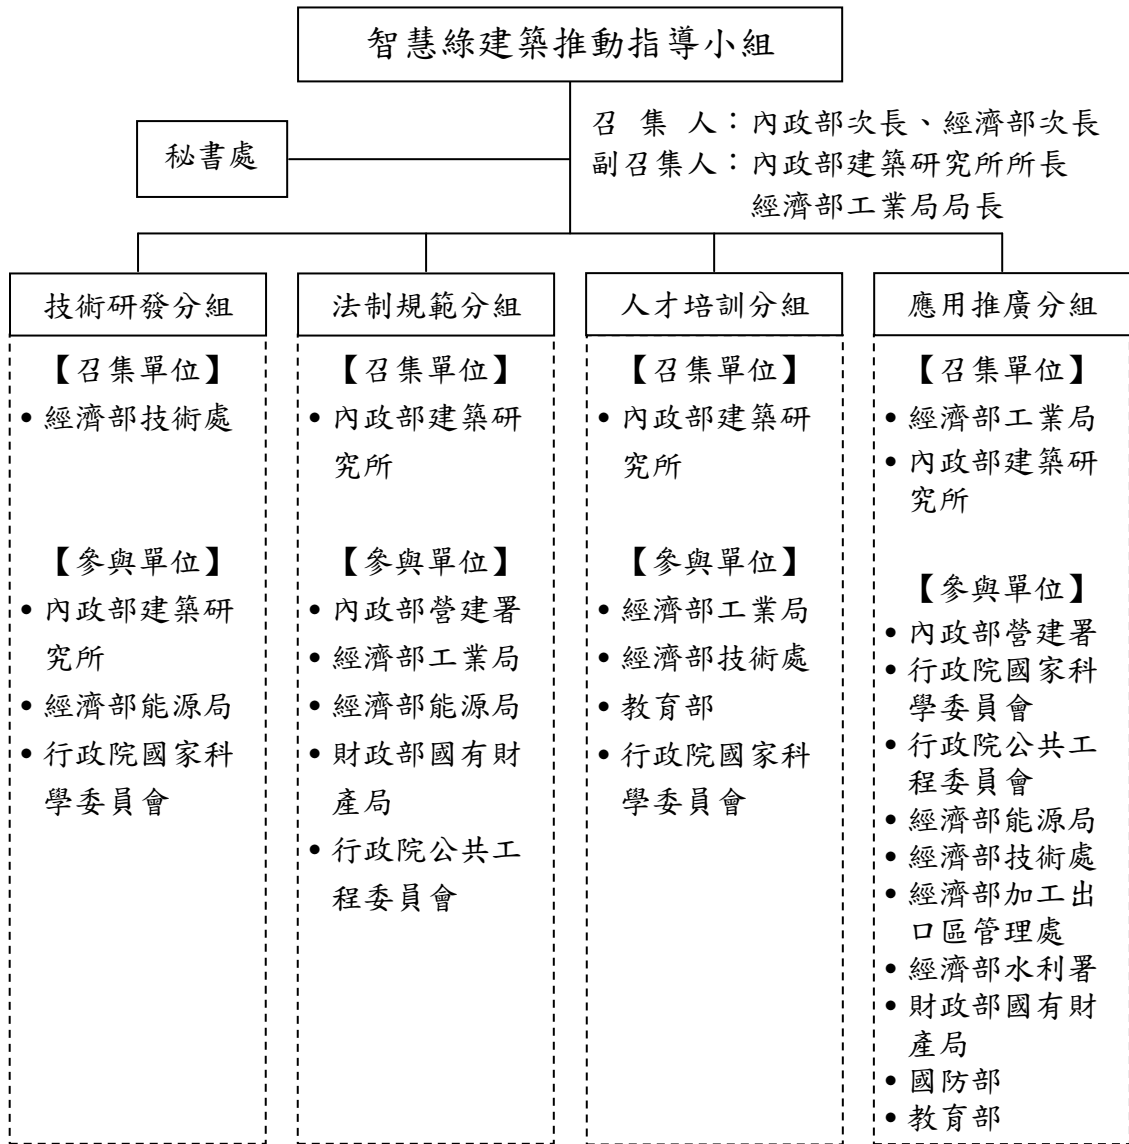 智慧綠建築推動指導小組
秘書處
召 集 人：內政部次長、經濟部次長
副召集人：內政部建築研究所所長
經濟部工業局局長
技術研發分組
【召集單位】
• 經濟部技術處
【參與單位】
• 內政部建築研
究所
• 經濟部能源局
• 行政院國家科
學委員會
法制規範分組
【召集單位】
• 內政部建築研
究所
【參與單位】
• 內政部營建署
• 經濟部工業局
• 經濟部能源局
• 財政部國有財
產局
• 行政院公共工
程委員會
人才培訓分組
【召集單位】
• 內政部建築研
究所
【參與單位】
• 經濟部工業局
• 經濟部技術處
• 教育部
• 行政院國家科
學委員會
應用推廣分組
【召集單位】
• 經濟部工業局
• 內政部建築研
究所
【參與單位】
• 內政部營建署
• 行政院國家科
學委員會
• 行政院公共工
程委員會
• 經濟部能源局
• 經濟部技術處
• 經濟部加工出
口區管理處
• 經濟部水利署
• 財政部國有財
產局
• 國防部
• 教育部